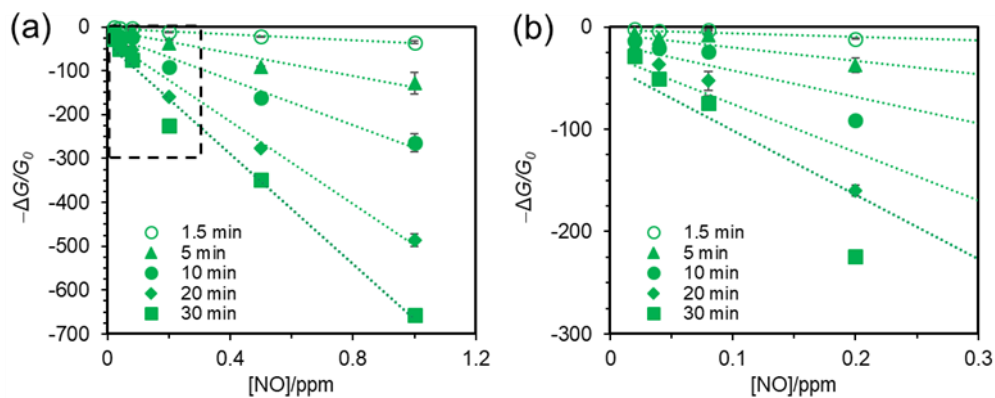 (a)
−ΔG/G0
0
-100
-200
-300
-400
-500
-600
-700
1.5 min
5 min
10 min
20 min
30 min
0 0.4 0.8 1.2
[NO]/ppm
(b)
−ΔG/G0
0
-100
-200
-300
1.5 min
5 min
10 min
20 min
30 min
0 0.1 0.2 0.3
[NO]/ppm